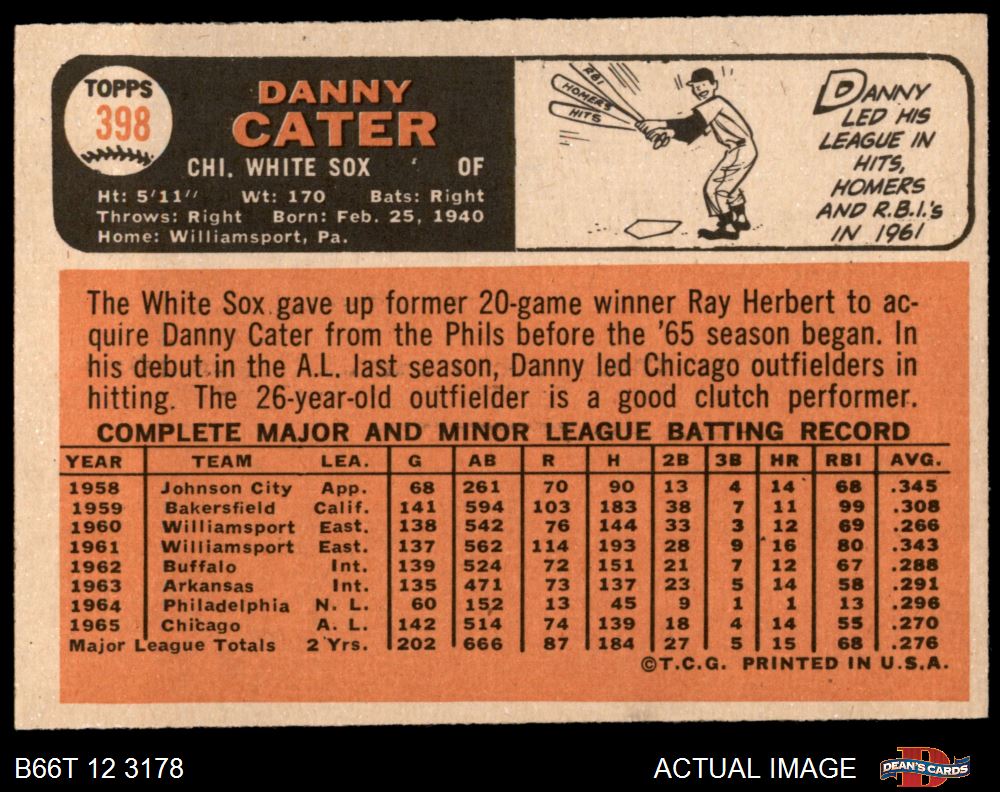 TOPPS
398
DANNY
CATER
CHI. WHITE SOX OF
Ht: 5'11" Wt: 170 Bats: Right
Throws: Right Born: Feb. 25, 1940
Home: Williamsport, Pa.
RBI
HOMERS
HITS
DANNY
LED HIS
LEAGUE IN
HITS,
HOMERS
AND R.B.I.'s
IN 1961
The White Sox gave up former 20-game winner Ray Herbert to ac-
quire Danny Cater from the Phils before the '65 season began. In
his debut in the A.L. last season, Danny led Chicago outfielders in
hitting. The 26-year-old outfielder is a good clutch performer.
COMPLETE MAJOR AND MINOR LEAGUE BATTING RECORD
YEAR TEAM LEA. G AB R H 2B 3B HR RBI AVG.
1958 Johnson City App. 68 261 70 90 13 4 14 68 .345
1959 Bakersfield Calif. 141 594 103 183 38 7 11 99 .308
1960 Williamsport East. 138 542 76 144 33 3 12 69 .266
1961 Williamsport East. 137 562 114 193 28 9 16 80 .343
1962 Buffalo Int. 139 524 72 151 21 7 12 67 .288
1963 Arkansas Int. 135 471 73 137 23 5 14 58 .291
1964 Philadelphia N. L. 60 152 13 45 9 1 1 13 .296
1965 Chicago A. L. 142 514 74 139 18 4 14 55 .270
Major League Totals 2 Yrs. 202 666 87 184 27 5 15 68 .276
©T.C.G. PRINTED IN U.S.A.
B66T 12 3178 ACTUAL IMAGE D DEAN'S CARDS